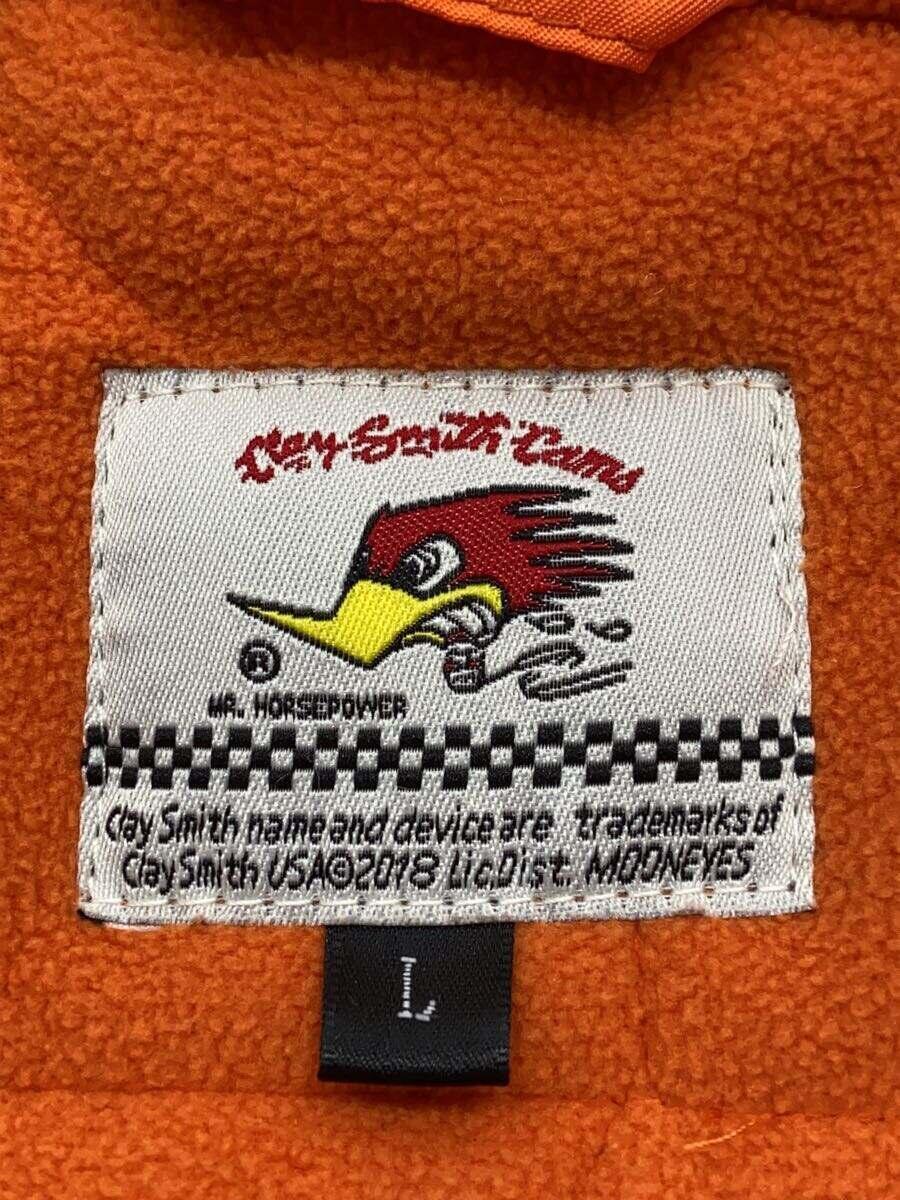 Clay Smith Cams
®
MR. HORSEPOWER
Clay Smith name and device are trademarks of
Clay Smith USA©2018 Lic.Dist. MOONEYES
L